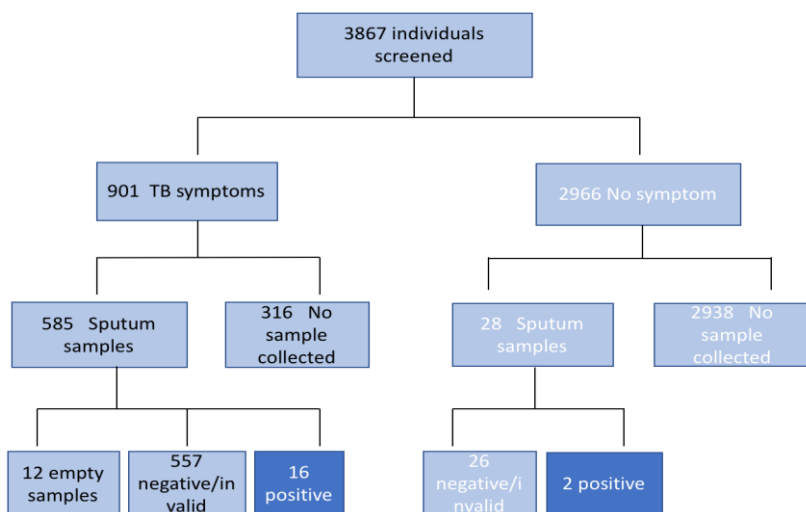 3867 individuals
screened
901 TB symptoms
2966 No symptom
585 Sputum
samples
316 No
sample
collected
28 Sputum
samples
2938 No
sample
collected
12 empty
samples
557
negative/in
valid
16
positive
26
negative/i
nvalid
2 positive